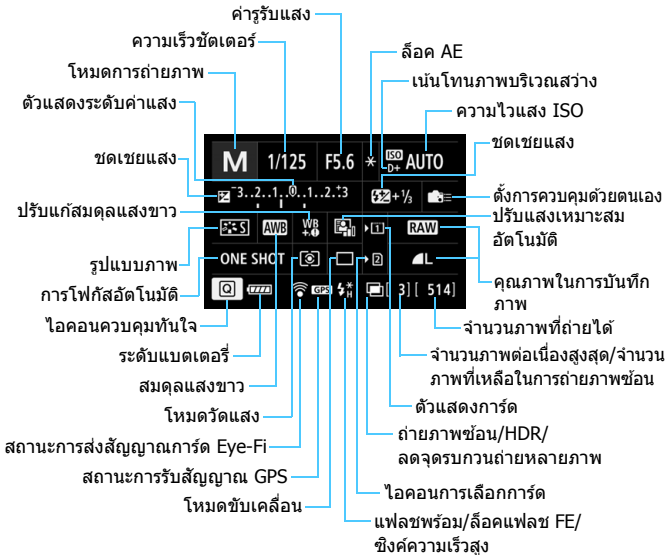 ค่ารูรับแสง
ความเร็วชัตเตอร์
ล็อค AE
โหมดการถ่ายภาพ
เน้นโทนภาพบริเวณสว่าง
ตัวแสดงระดับค่าแสง
ความไวแสง ISO
ชดเชยแสง
ชดเชยแสง
M 1/125 F5.6 * ISO D+ AUTO
-3..2..1..0..1..2..+3 +1/3
ตั้งการควบคุมด้วยตนเอง
ปรับแก้สมดุลแสงขาว
ปรับแสงเหมาะสม
อัตโนมัติ
S AWB WB +/- 1 RAW
รูปแบบภาพ
ONE SHOT 2 L
การโฟกัสอัตโนมัติ
คุณภาพในการบันทึก
ภาพ
Q GPS H [ 3] [ 514]
ไอคอนควบคุมทันใจ
จำนวนภาพที่ถ่ายได้
ระดับแบตเตอรี่
จำนวนภาพต่อเนื่องสูงสุด/จำนวน
ภาพที่เหลือในการถ่ายภาพซ้อน
สมดุลแสงขาว
ตัวแสดงการ์ด
โหมดวัดแสง
ถ่ายภาพซ้อน/HDR/
ลดจุดรบกวนถ่ายหลายภาพ
สถานะการส่งสัญญาณการ์ด Eye-Fi
สถานะการรับสัญญาณ GPS
ไอคอนการเลือกการ์ด
โหมดขับเคลื่อน
แฟลชพร้อม/ล็อคแฟลช FE/
ซิงค์ความเร็วสูง